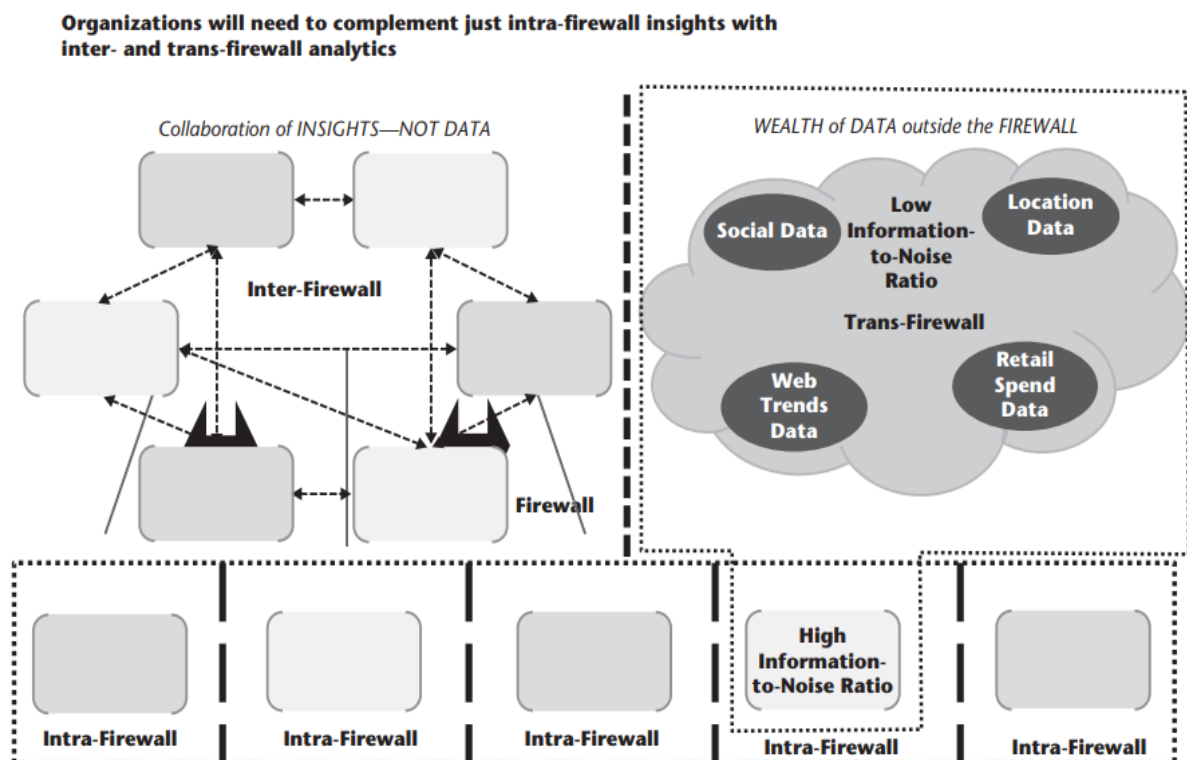 Organizations will need to complement just intra-firewall insights with
inter- and trans-firewall analytics
Collaboration of INSIGHTS—NOT DATA
Inter-Firewall
Firewall
WEALTH of DATA outside the FIREWALL
Social Data
Low
Information-
to-Noise
Ratio
Location
Data
Trans-Firewall
Web
Trends
Data
Retail
Spend
Data
Intra-Firewall
Intra-Firewall
Intra-Firewall
High
Information-
to-Noise Ratio
Intra-Firewall
Intra-Firewall